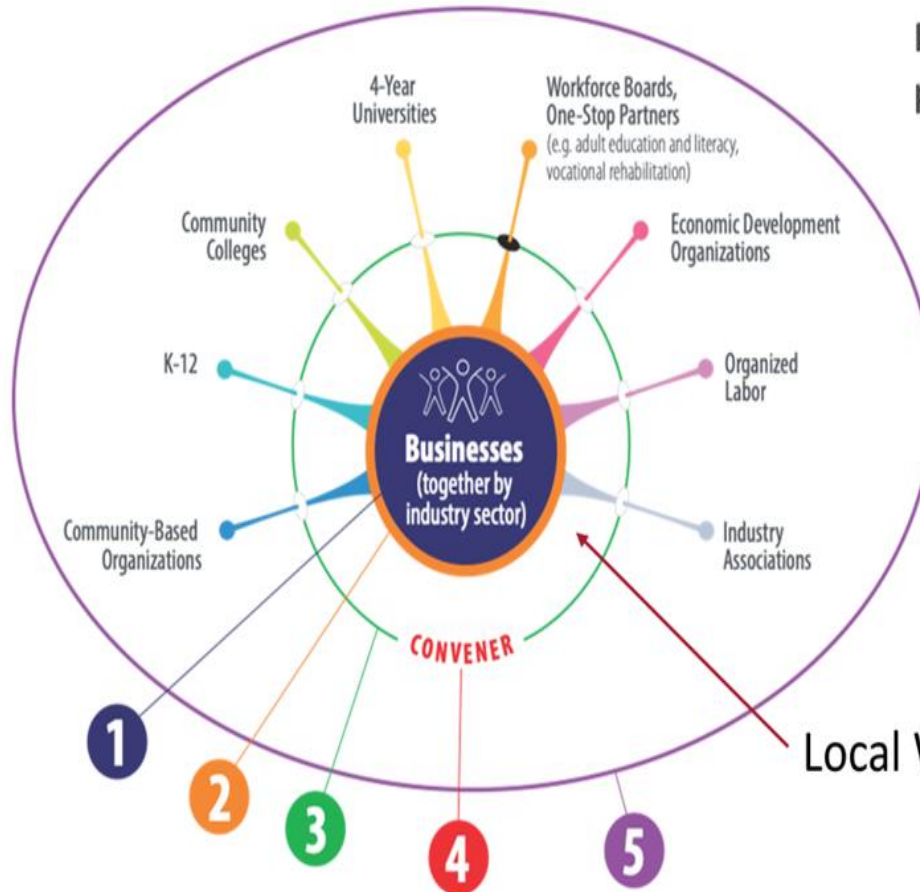 4-Year
Universities
Workforce Boards,
One-Stop Partners
(e.g. adult education and literacy,
vocational rehabilitation)
Community
Colleges
Economic Development
Organizations
K-12
Organized
Labor
Businesses
(together by
industry sector)
Community-Based
Organizations
Industry
Associations
CONVENER
Local
1
2
3
4
5